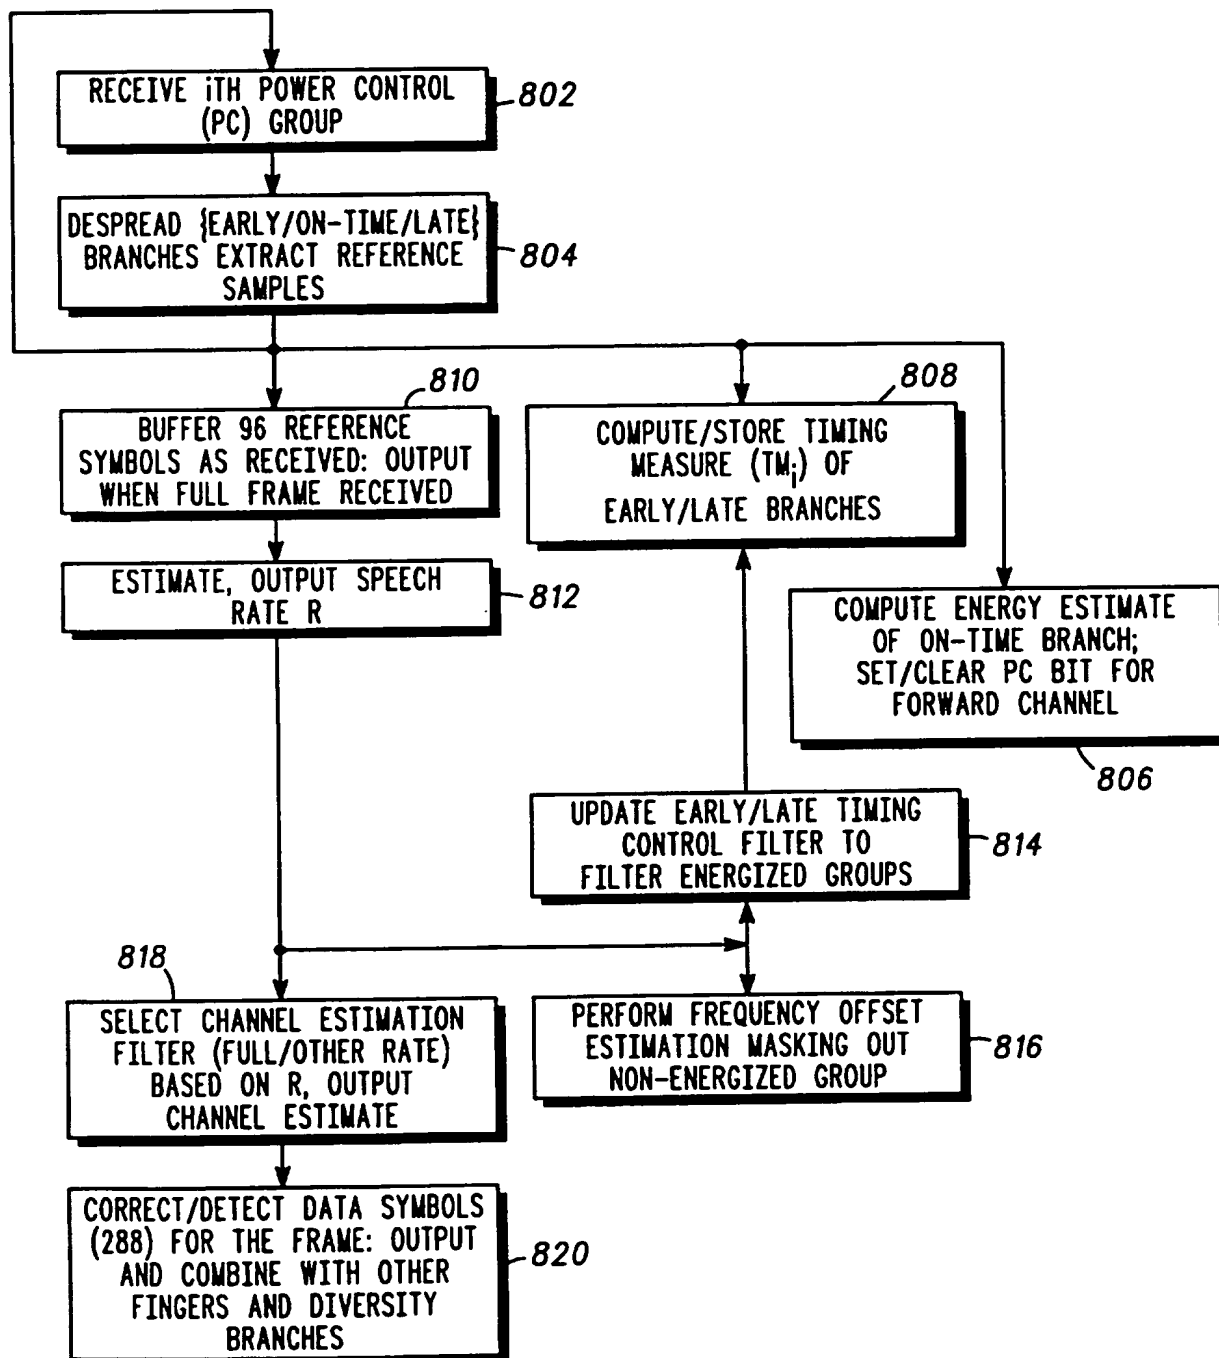 RECEIVE iTH POWER CONTROL
(PC) GROUP
802
DESPREAD {EARLY/ON-TIME/LATE}
BRANCHES EXTRACT REFERENCE
SAMPLES
804
810
BUFFER 96 REFERENCE
SYMBOLS AS RECEIVED: OUTPUT
WHEN FULL FRAME RECEIVED
808
COMPUTE/STORE TIMING
MEASURE (TMi) OF
EARLY/LATE BRANCHES
ESTIMATE, OUTPUT SPEECH
RATE R
812
COMPUTE ENERGY ESTIMATE
OF ON-TIME BRANCH;
SET/CLEAR PC BIT FOR
FORWARD CHANNEL
806
UPDATE EARLY/LATE TIMING
CONTROL FILTER TO
FILTER ENERGIZED GROUPS
814
818
SELECT CHANNEL ESTIMATION
FILTER (FULL/OTHER RATE)
BASED ON R, OUTPUT
CHANNEL ESTIMATE
PERFORM FREQUENCY OFFSET
ESTIMATION MASKING OUT
NON-ENERGIZED GROUP
816
CORRECT/DETECT DATA SYMBOLS
(288) FOR THE FRAME: OUTPUT
AND COMBINE WITH OTHER
FINGERS AND DIVERSITY
BRANCHES
820